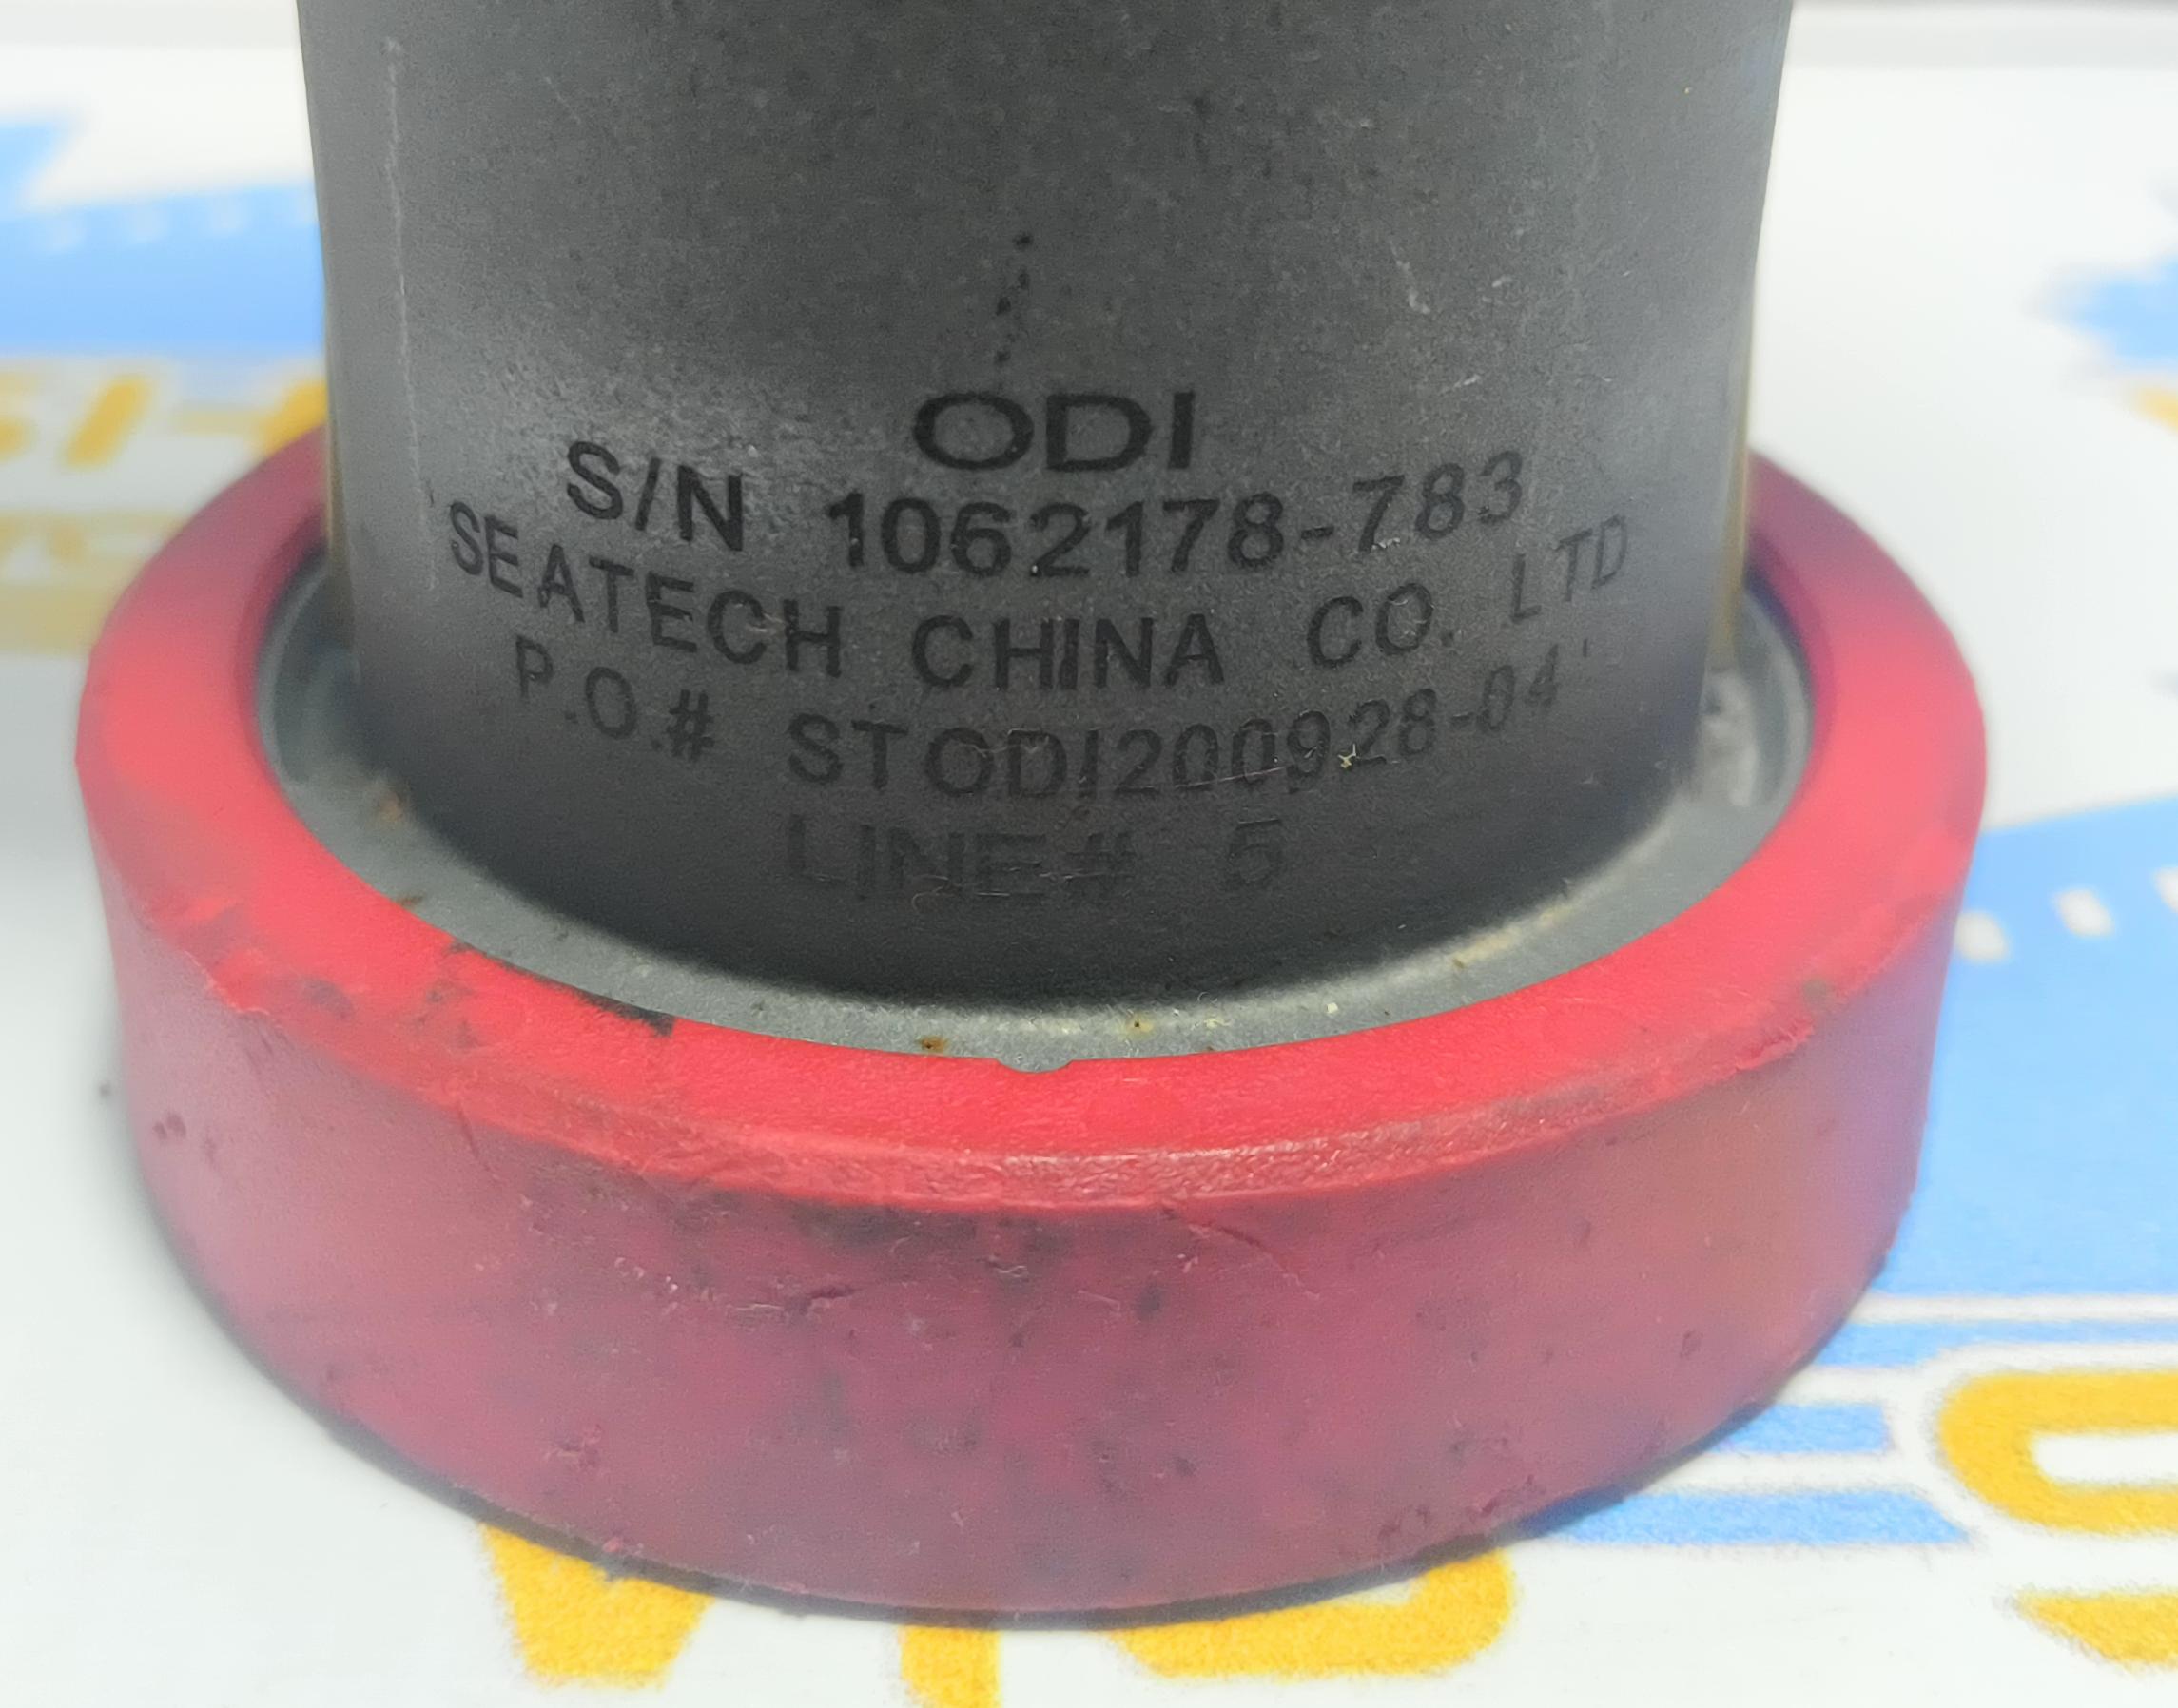 ODI
S/N 1062178-783
SEATECH CHINA CO. LTD
P.O.# STODI200928-04
LINE# 5